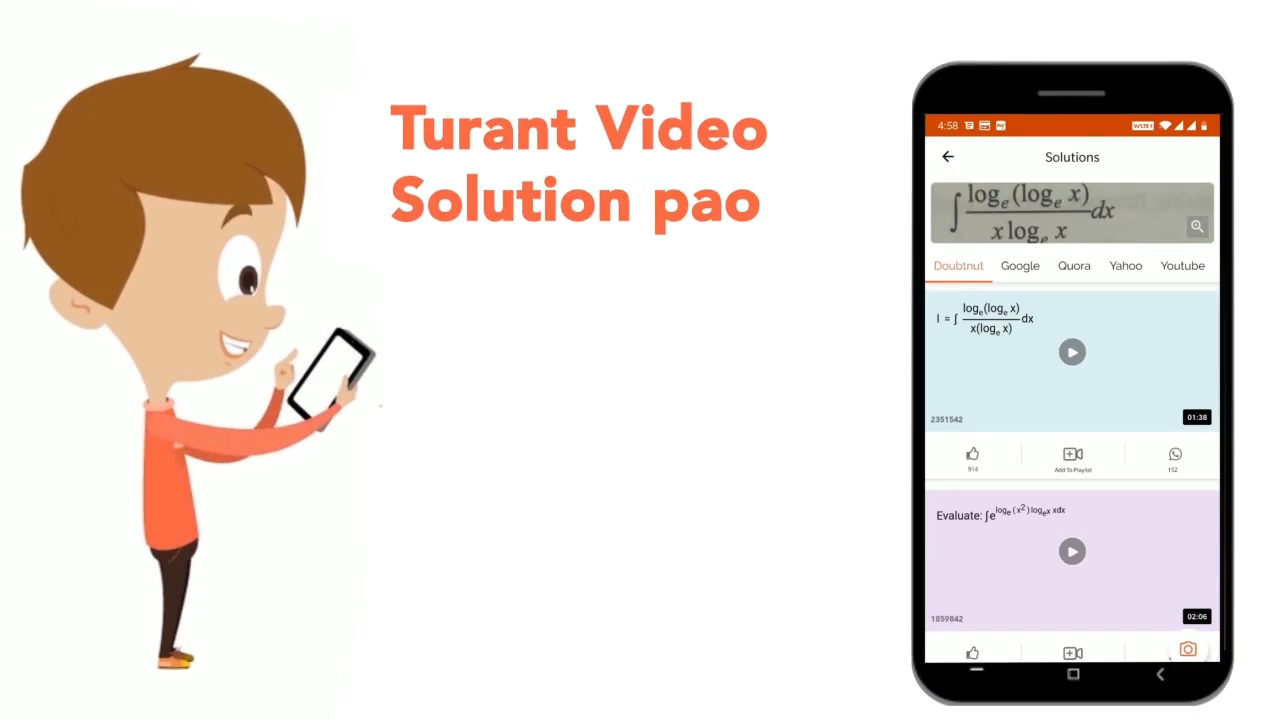 Turant Video
Solution pao
4:58
VoLTE1
Solutions
∫ logₑ(logₑ x) / x logₑ x dx
Doubtnut Google Quora Yahoo Youtube
I = ∫ logₑ(logₑ x) / x(logₑ x) dx
2351542 01:38
914 Add To Playlist 152
Evaluate: ∫e^logₑ(x²)logₑx xdx
1859842 02:06